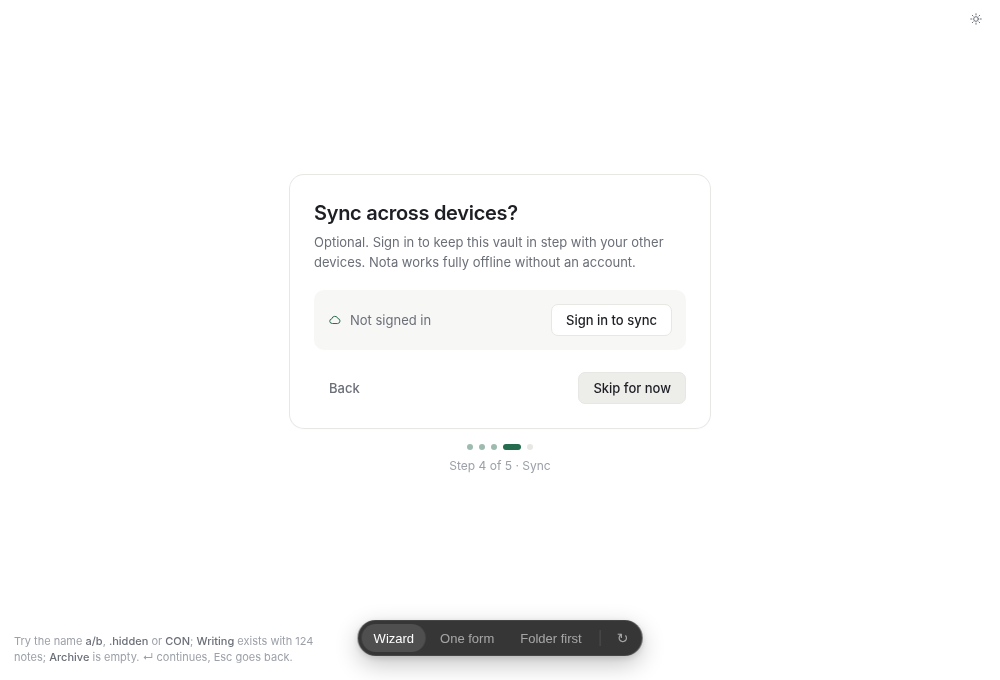 Sync across devices?
Optional. Sign in to keep this vault in step with your other
devices. Nota works fully offline without an account.
Not signed in
Sign in to sync
Back
Skip for now
Step 4 of 5 · Sync
Try the name a/b, .hidden or CON; Writing exists with 124
notes; Archive is empty. ↵ continues, Esc goes back.
Wizard
One form
Folder first
↻